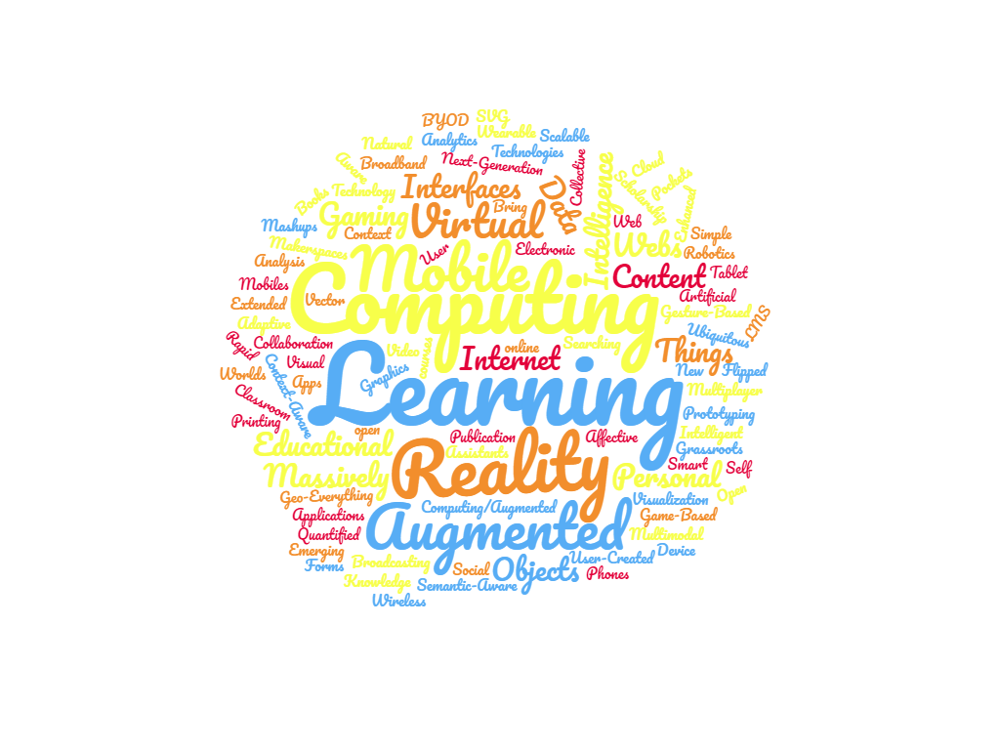 BYOD
SVG
Wearable
Scalable
Natural
Analytics
Technologies
Aware
Broadband
Next-Generation
Collective
Intelligence
Cloud
Scholarship
Pockets
Enhanced
Books
Technology
Interfaces
Data
Bring
Gaming
Virtual
Web
Mashups
Context
Webs
Simple
Makerspaces
User
Electronic
Robotics
Analysis
Mobile
Content
Tablet
Mobiles
Artificial
Extended
Vector
Computing
Gesture-Based
LMS
Adaptive
Ubiquitous
Rapid
Collaboration
Video
online
Searching
Things
Visual
courses
Internet
New
Flipped
Worlds
Context-Aware
Apps
Graphics
Learning
Multiplayer
Classroom
Prototyping
Printing
open
Publication
Affective
Intelligent
Educational
Assistants
Grassroots
Reality
Smart
Self
Massively
Personal
Open
Geo-Everything
Visualization
Applications
Computing/Augmented
Game-Based
Quantified
Augmented
Multimodal
Emerging
Device
Forms
Broadcasting
Social
Objects
User-Created
Phones
Knowledge
Semantic-Aware
Wireless